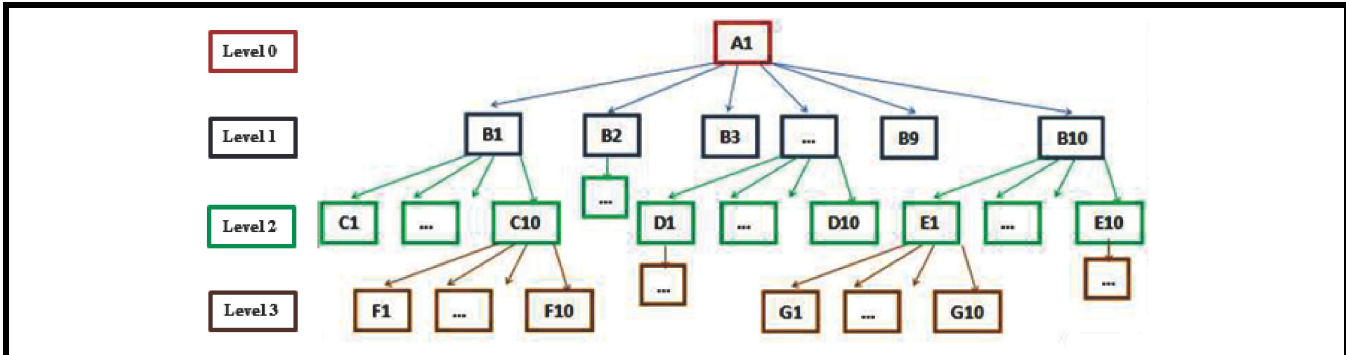 Level 0
A1
Level 1
B1 B2 B3 ... B9 B10
...
Level 2
C1 ... C10 D1 ... D10 E1 ... E10
... ...
Level 3
F1 ... F10 G1 ... G10